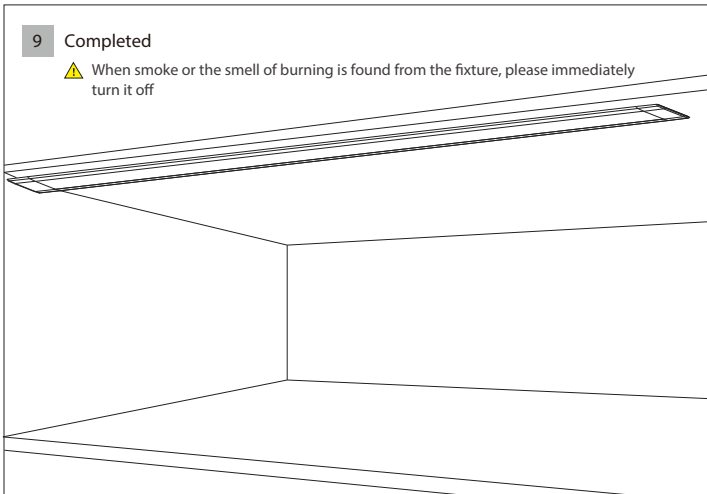 9 Completed
When smoke or the smell of burning is found from the fixture, please immediately
turn it off